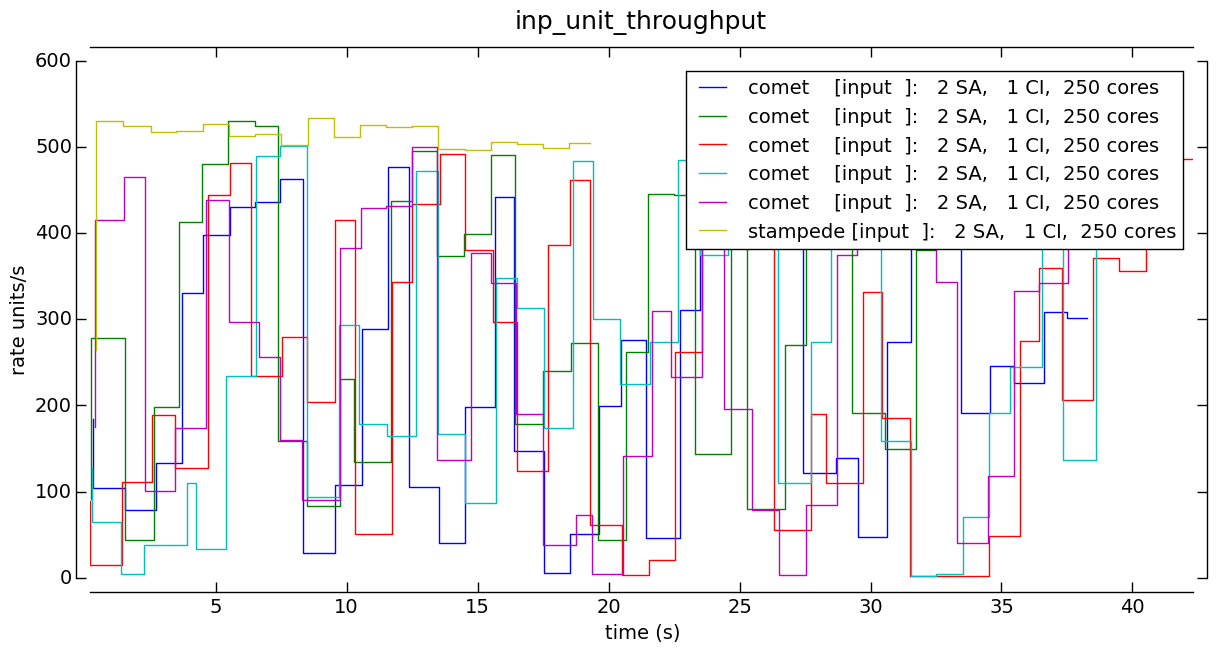 inp_unit_throughput
600
500
400
300
200
100
0
rate units/s
comet    [input  ]:   2 SA,   1 CI,  250 cores
comet    [input  ]:   2 SA,   1 CI,  250 cores
comet    [input  ]:   2 SA,   1 CI,  250 cores
comet    [input  ]:   2 SA,   1 CI,  250 cores
comet    [input  ]:   2 SA,   1 CI,  250 cores
stampede [input  ]:   2 SA,   1 CI,  250 cores
5 10 15 20 25 30 35 40
time (s)